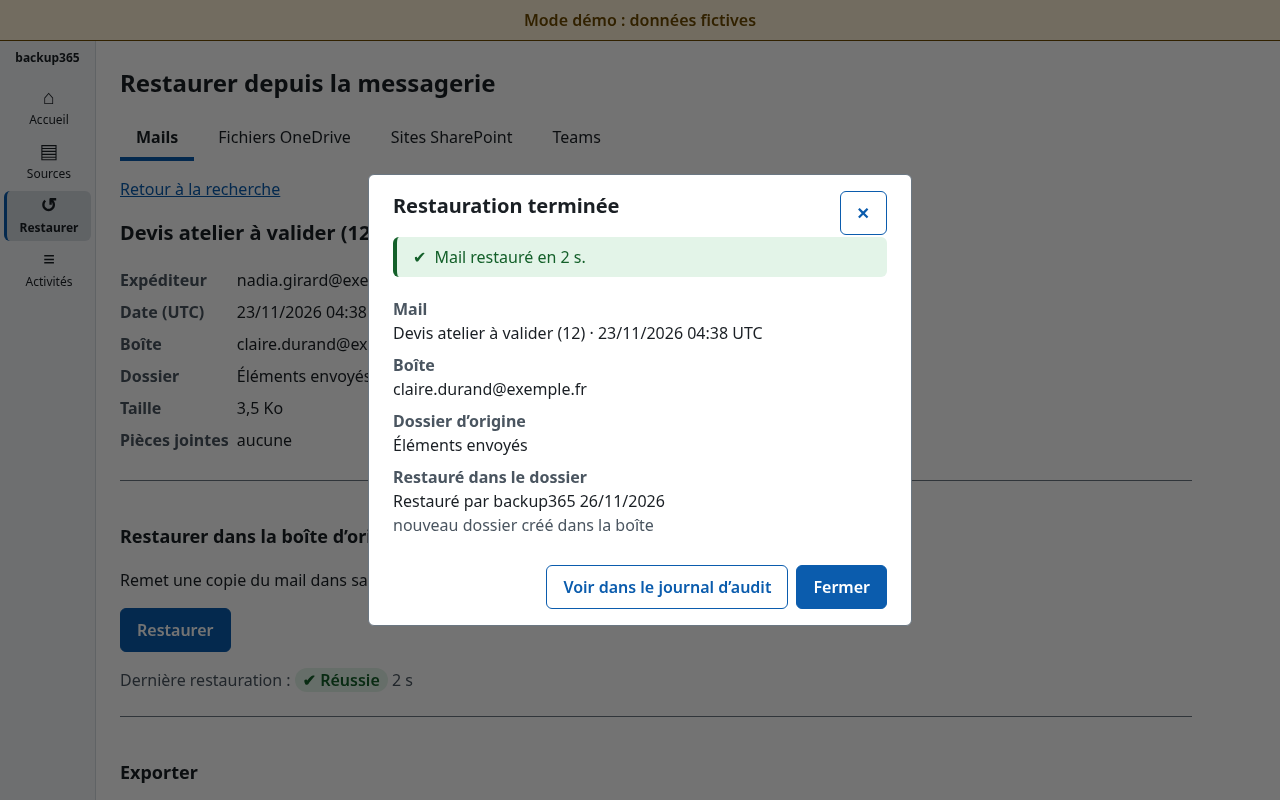 Mode démo : données fictives
backup365
Accueil
Sources
Restaurer
Activités
Restaurer depuis la messagerie
Mails
Fichiers OneDrive
Sites SharePoint
Teams
Retour à la recherche
Devis atelier à valider (12
Expéditeur nadia.girard@exe
Date (UTC) 23/11/2026 04:38
Boîte claire.durand@ex
Dossier Éléments envoyés
Taille 3,5 Ko
Pièces jointes aucune
Restaurer dans la boîte d’ori
Remet une copie du mail dans sa
Restaurer
Dernière restauration : ✔ Réussie 2 s
Exporter
Restauration terminée
×
✔ Mail restauré en 2 s.
Mail
Devis atelier à valider (12) · 23/11/2026 04:38 UTC
Boîte
claire.durand@exemple.fr
Dossier d’origine
Éléments envoyés
Restauré dans le dossier
Restauré par backup365 26/11/2026
nouveau dossier créé dans la boîte
Voir dans le journal d’audit
Fermer